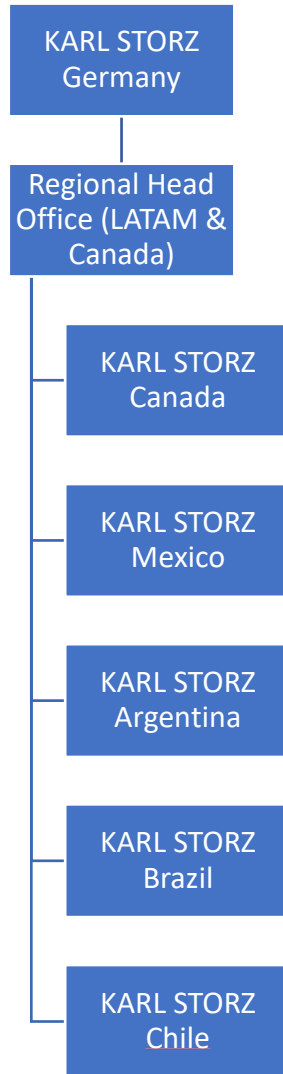 KARL STORZ
Germany
Regional Head
Office (LATAM &
Canada)
KARL STORZ
Canada
KARL STORZ
Mexico
KARL STORZ
Argentina
KARL STORZ
Brazil
KARL STORZ
Chile